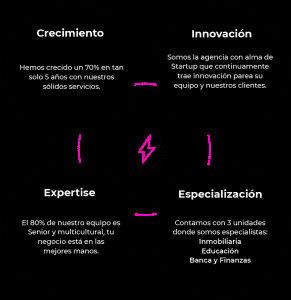 Crecimiento
Hemos crecido un 70% en tan
solo 5 años con nuestros
sólidos servicios.
Innovación
Somos la agencia con alma de
Startup que continuamente
trae innovación parea su
equipo y nuestros clientes.
Expertise
El 80% de nuestro equipo es
Senior y multicultural, tu
negocio está en las
mejores manos.
Especialización
Contamos con 3 unidades
donde somos especialistas:
Inmobiliaria
Educación
Banca y Finanzas